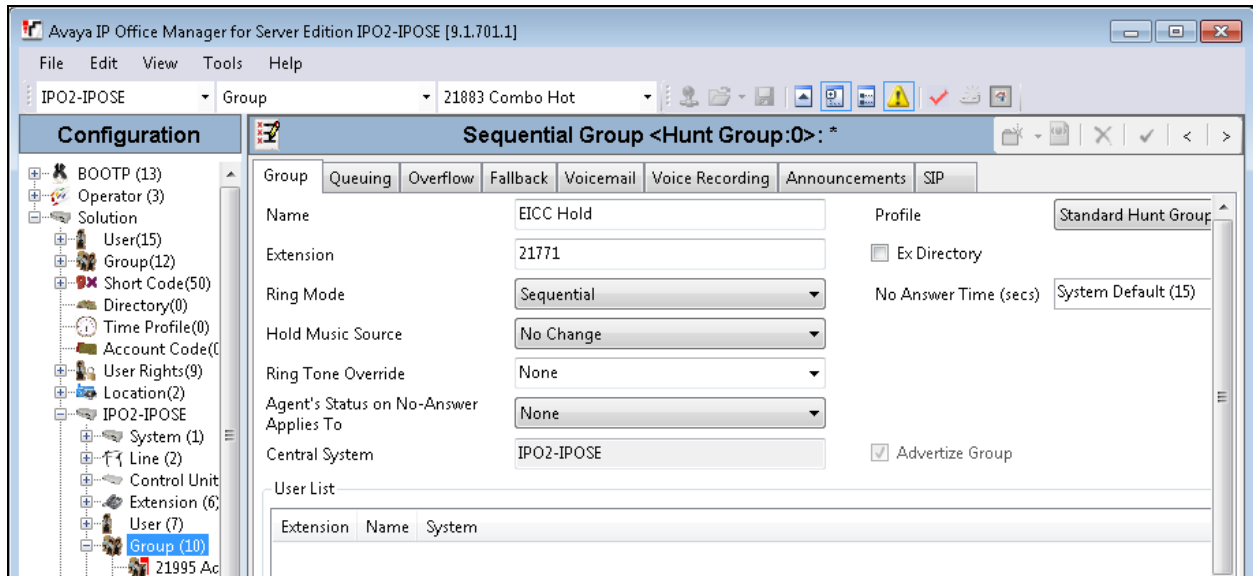 Avaya IP Office Manager for Server Edition IPO2-IPOSE [9.1.701.1]
File Edit View Tools Help
IPO2-IPOSE Group 21883 Combo Hot
Configuration
BOOTP (13)
Operator (3)
Solution
User(15)
Group(12)
Short Code(50)
Directory(0)
Time Profile(0)
Account Code(0
User Rights(9)
Location(2)
IPO2-IPOSE
System (1)
Line (2)
Control Unit
Extension (6)
User (7)
Group (10)
21995 Ac
Sequential Group <Hunt Group:0>: *
Group Queuing Overflow Fallback Voicemail Voice Recording Announcements SIP
Name EICC Hold Profile Standard Hunt Group
Extension 21771 Ex Directory
Ring Mode Sequential No Answer Time (secs) System Default (15)
Hold Music Source No Change
Ring Tone Override None
Agent's Status on No-Answer
Applies To None
Central System IPO2-IPOSE Advertize Group
User List
Extension Name System